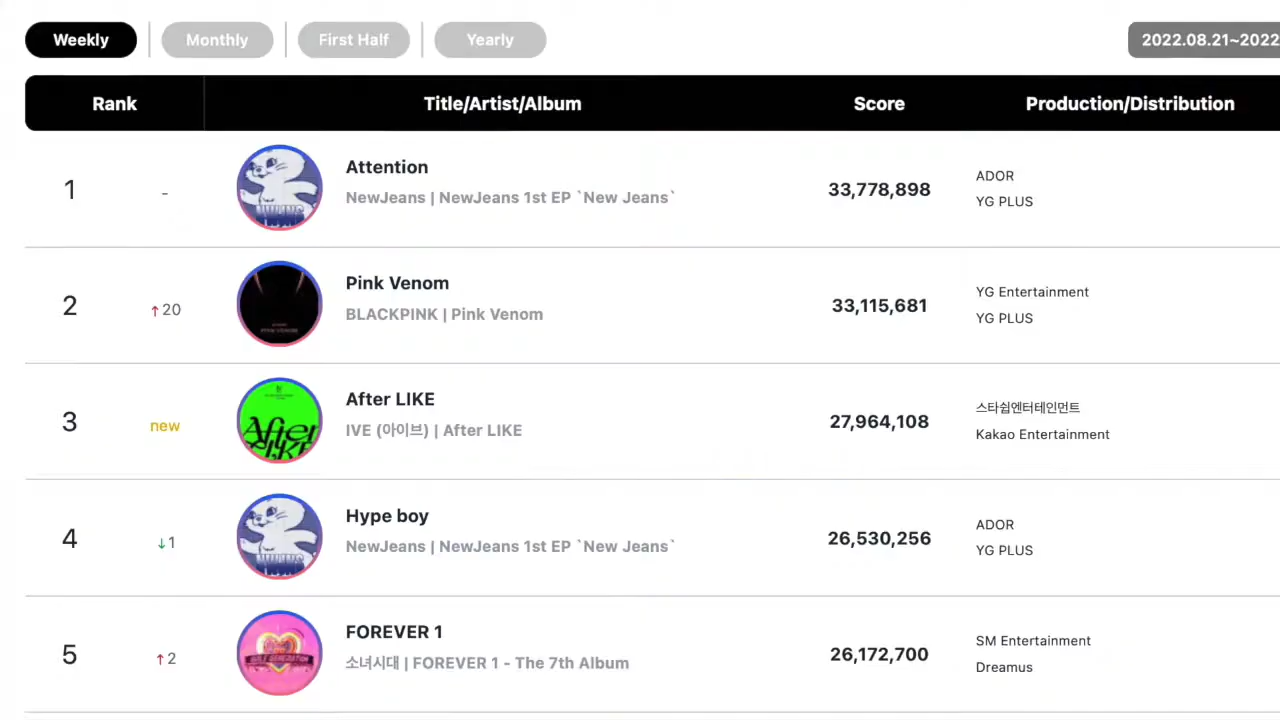 Weekly
Monthly
First Half
Yearly
2022.08.21~2022
Rank
Title/Artist/Album
Score
Production/Distribution
1
-
Attention
NewJeans | NewJeans 1st EP `New Jeans`
33,778,898
ADOR
YG PLUS
2
↑20
Pink Venom
BLACKPINK | Pink Venom
33,115,681
YG Entertainment
YG PLUS
3
new
After LIKE
After LIKE
IVE (아이브) | After LIKE
27,964,108
스타쉽엔터테인먼트
Kakao Entertainment
4
↓1
Hype boy
NewJeans | NewJeans 1st EP `New Jeans`
26,530,256
ADOR
YG PLUS
5
↑2
GIRLS' GENERATION
FOREVER 1
소녀시대 | FOREVER 1 - The 7th Album
26,172,700
SM Entertainment
Dreamus